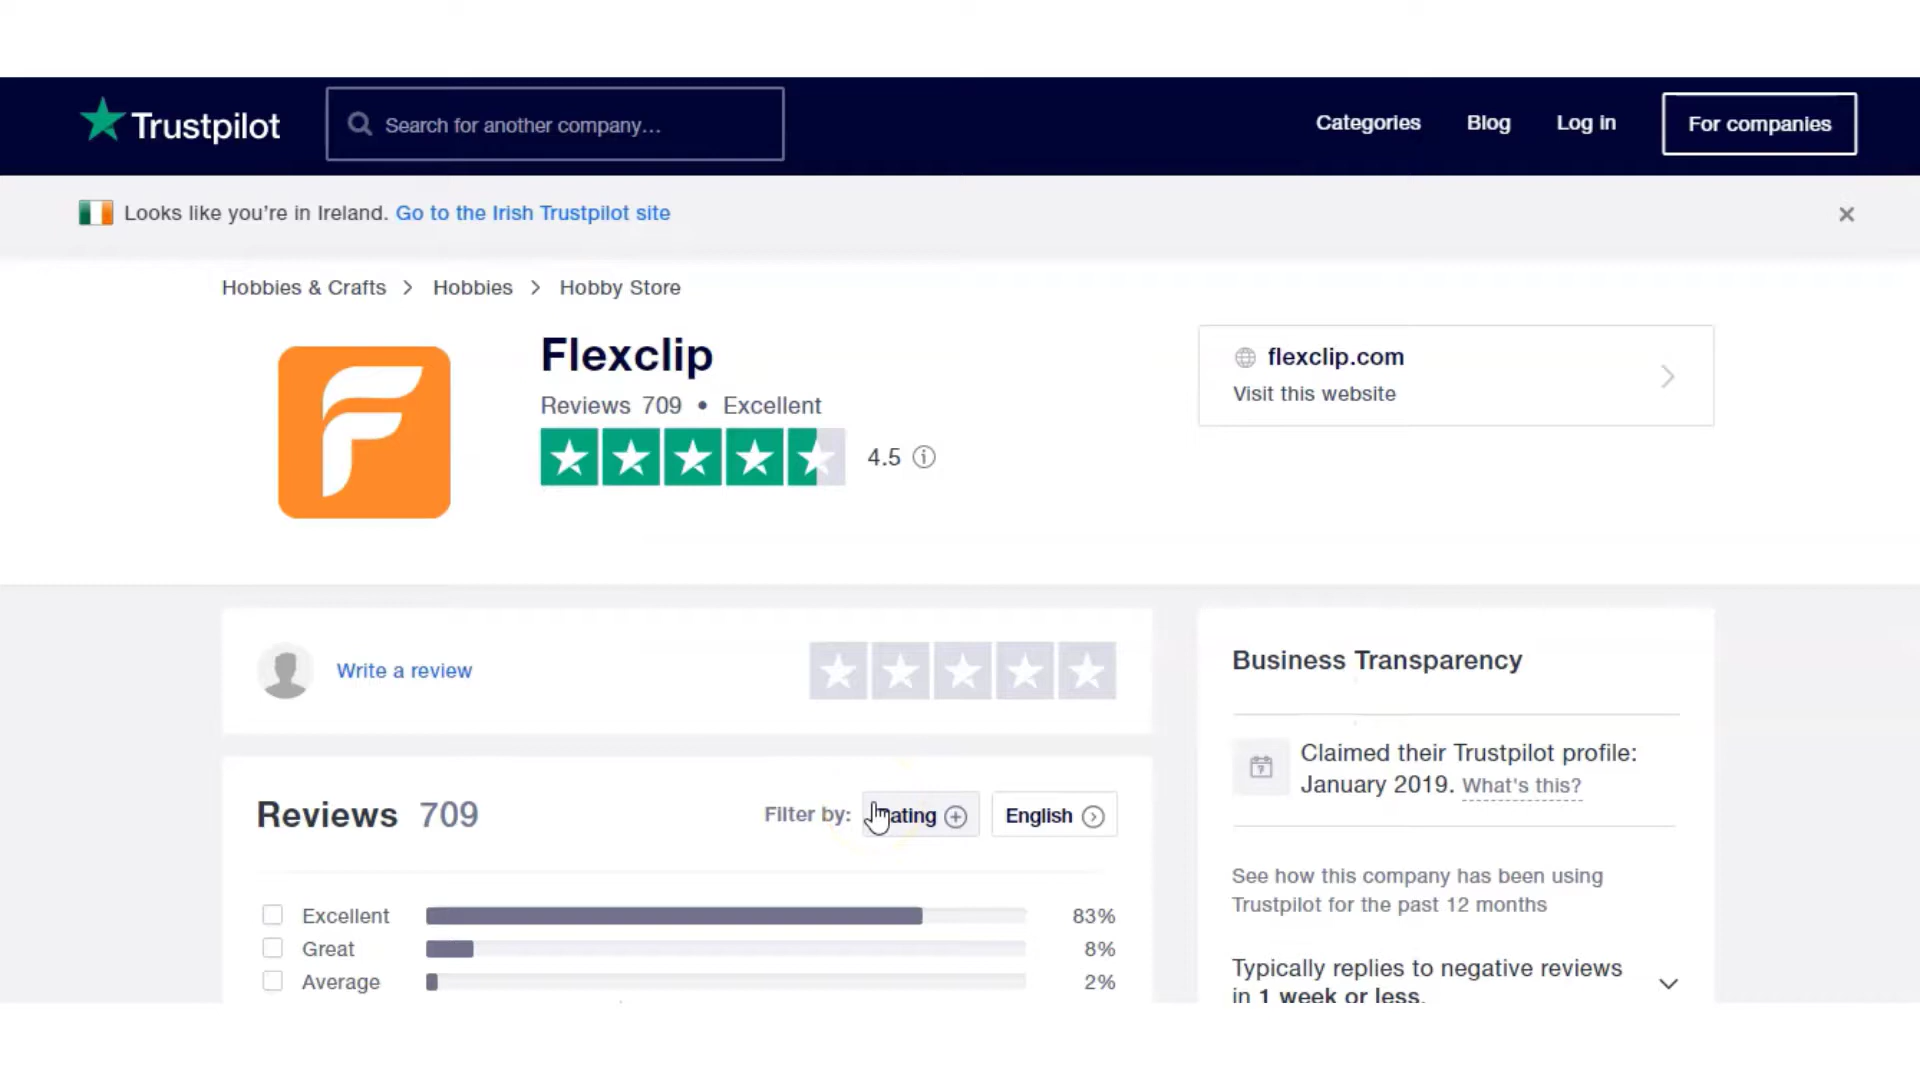 Trustpilot
Search for another company...
Categories
Blog
Log in
For companies
Looks like you're in Ireland. Go to the Irish Trustpilot site
Hobbies & Crafts > Hobbies > Hobby Store
Flexclip
Reviews 709 • Excellent
4.5
flexclip.com
Visit this website
Write a review
Business Transparency
Claimed their Trustpilot profile:
January 2019. What's this?
Reviews 709
Filter by:
ating
English
See how this company has been using
Trustpilot for the past 12 months
Excellent 83%
Great 8%
Average 2%
Typically replies to negative reviews
in 1 week or less.